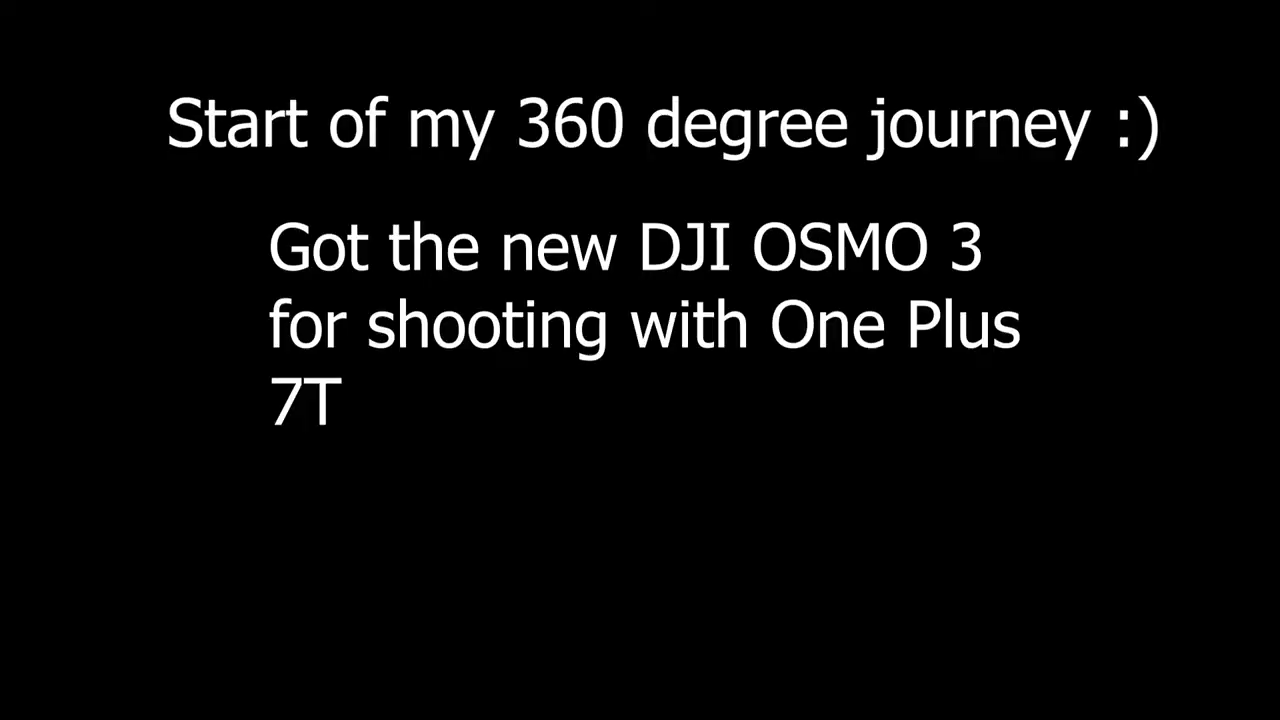 Start of my 360 degree journey :)
Got the new DJI OSMO 3
for shooting with One Plus
7T